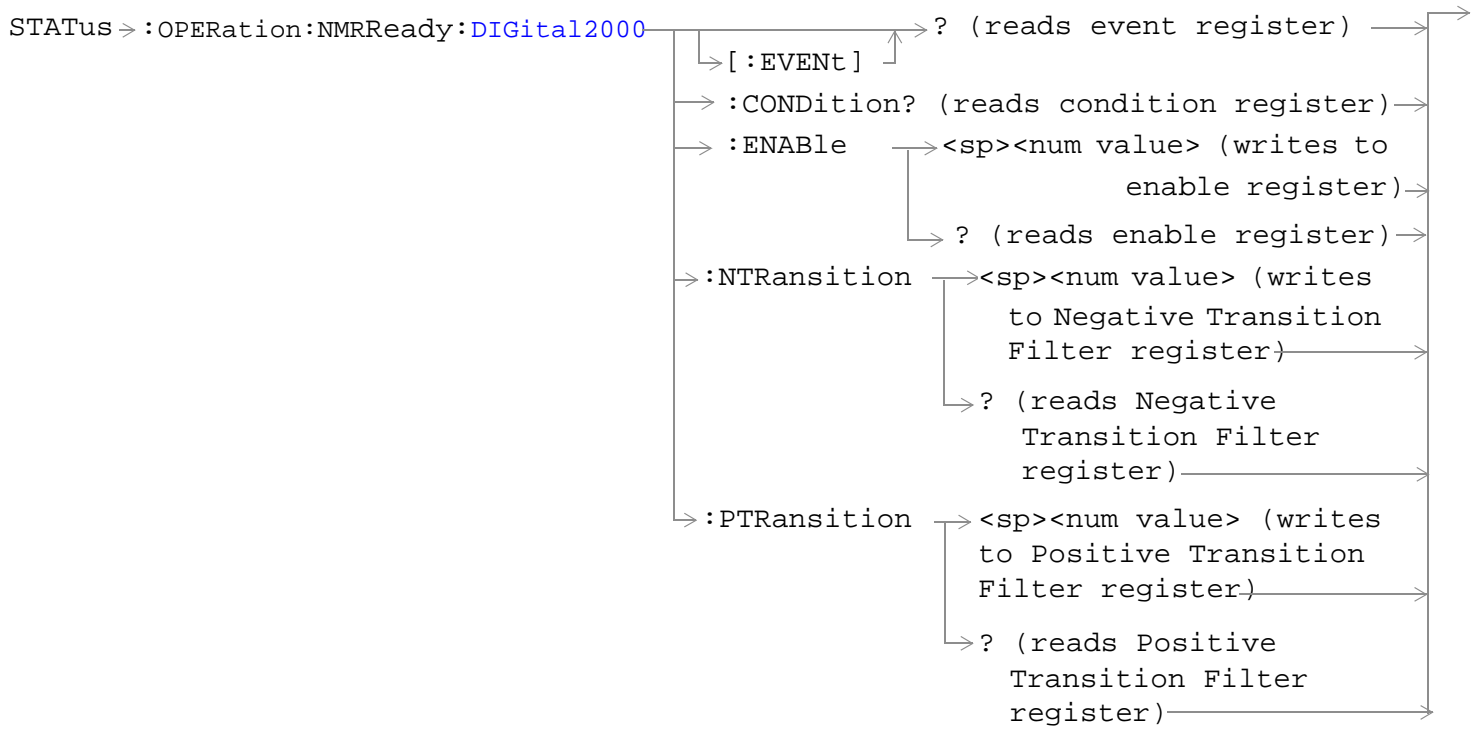 STATus :OPERation:NMRReady:DIGital2000 ? (reads event register)
[:EVENt]
:CONDition? (reads condition register)
:ENABle <sp><num value> (writes to
enable register)
? (reads enable register)
:NTRansition <sp><num value> (writes
to Negative Transition
Filter register)
? (reads Negative
Transition Filter
register)
:PTRansition <sp><num value> (writes
to Positive Transition
Filter register)
? (reads Positive
Transition Filter
register)